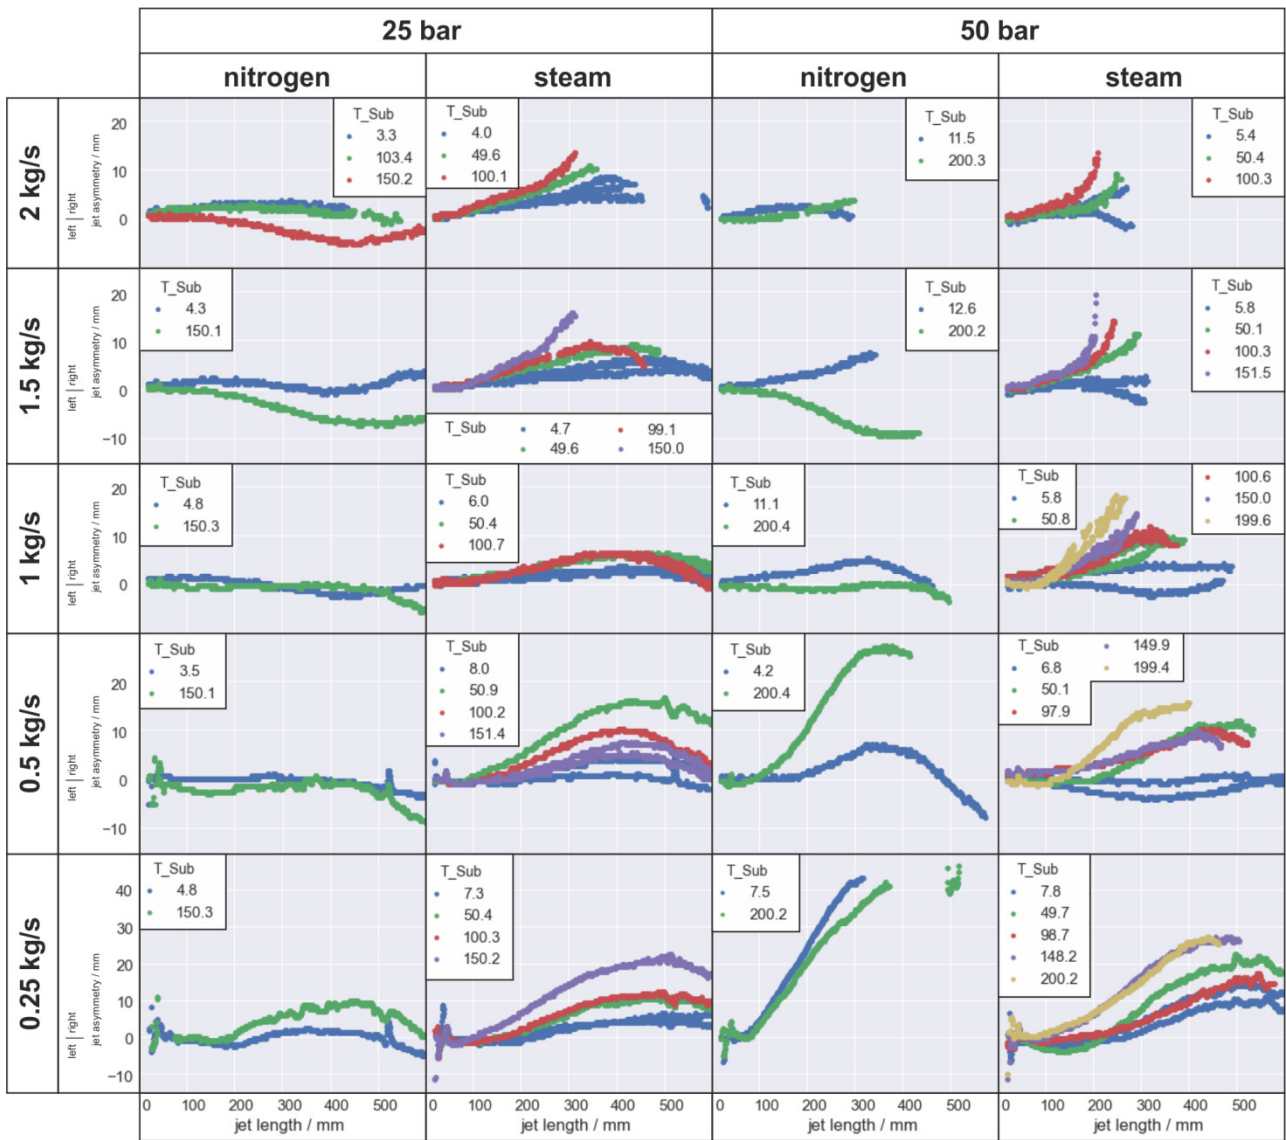 25 bar 50 bar
nitrogen steam nitrogen steam
2 kg/s
left | right
jet asymmetry / mm
20
10
0
T_Sub
3.3
103.4
150.2
T_Sub
4.0
49.6
100.1
T_Sub
11.5
200.3
T_Sub
5.4
50.4
100.3
1.5 kg/s
left | right
jet asymmetry / mm
20
10
0
−10
T_Sub
4.3
150.1
T_Sub 4.7 99.1
49.6 150.0
T_Sub
12.6
200.2
T_Sub
5.8
50.1
100.3
151.5
1 kg/s
left | right
jet asymmetry / mm
20
10
0
T_Sub
4.8
150.3
T_Sub
6.0
50.4
100.7
T_Sub
11.1
200.4
T_Sub
5.8
50.8
100.6
150.0
199.6
0.5 kg/s
left | right
jet asymmetry / mm
20
10
0
−10
T_Sub
3.5
150.1
T_Sub
8.0
50.9
100.2
151.4
T_Sub
4.2
200.4
T_Sub
6.8
50.1
97.9
149.9
199.4
0.25 kg/s
left | right
jet asymmetry / mm
40
30
20
10
0
−10
T_Sub
4.8
150.3
T_Sub
7.3
50.4
100.3
150.2
T_Sub
7.5
200.2
T_Sub
7.8
49.7
98.7
148.2
200.2
0 100 200 300 400 500 0 100 200 300 400 500 0 100 200 300 400 500 0 100 200 300 400 500
jet length / mm jet length / mm jet length / mm jet length / mm